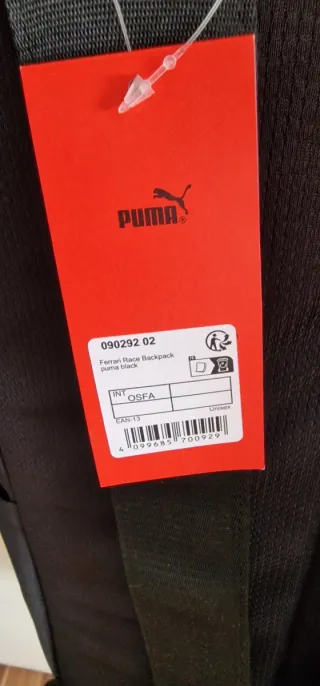 PUMA®
090292 02
Ferrari Race Backpack
puma black
INT
OSFA
EAN-13
Unisex
4 099685 700929